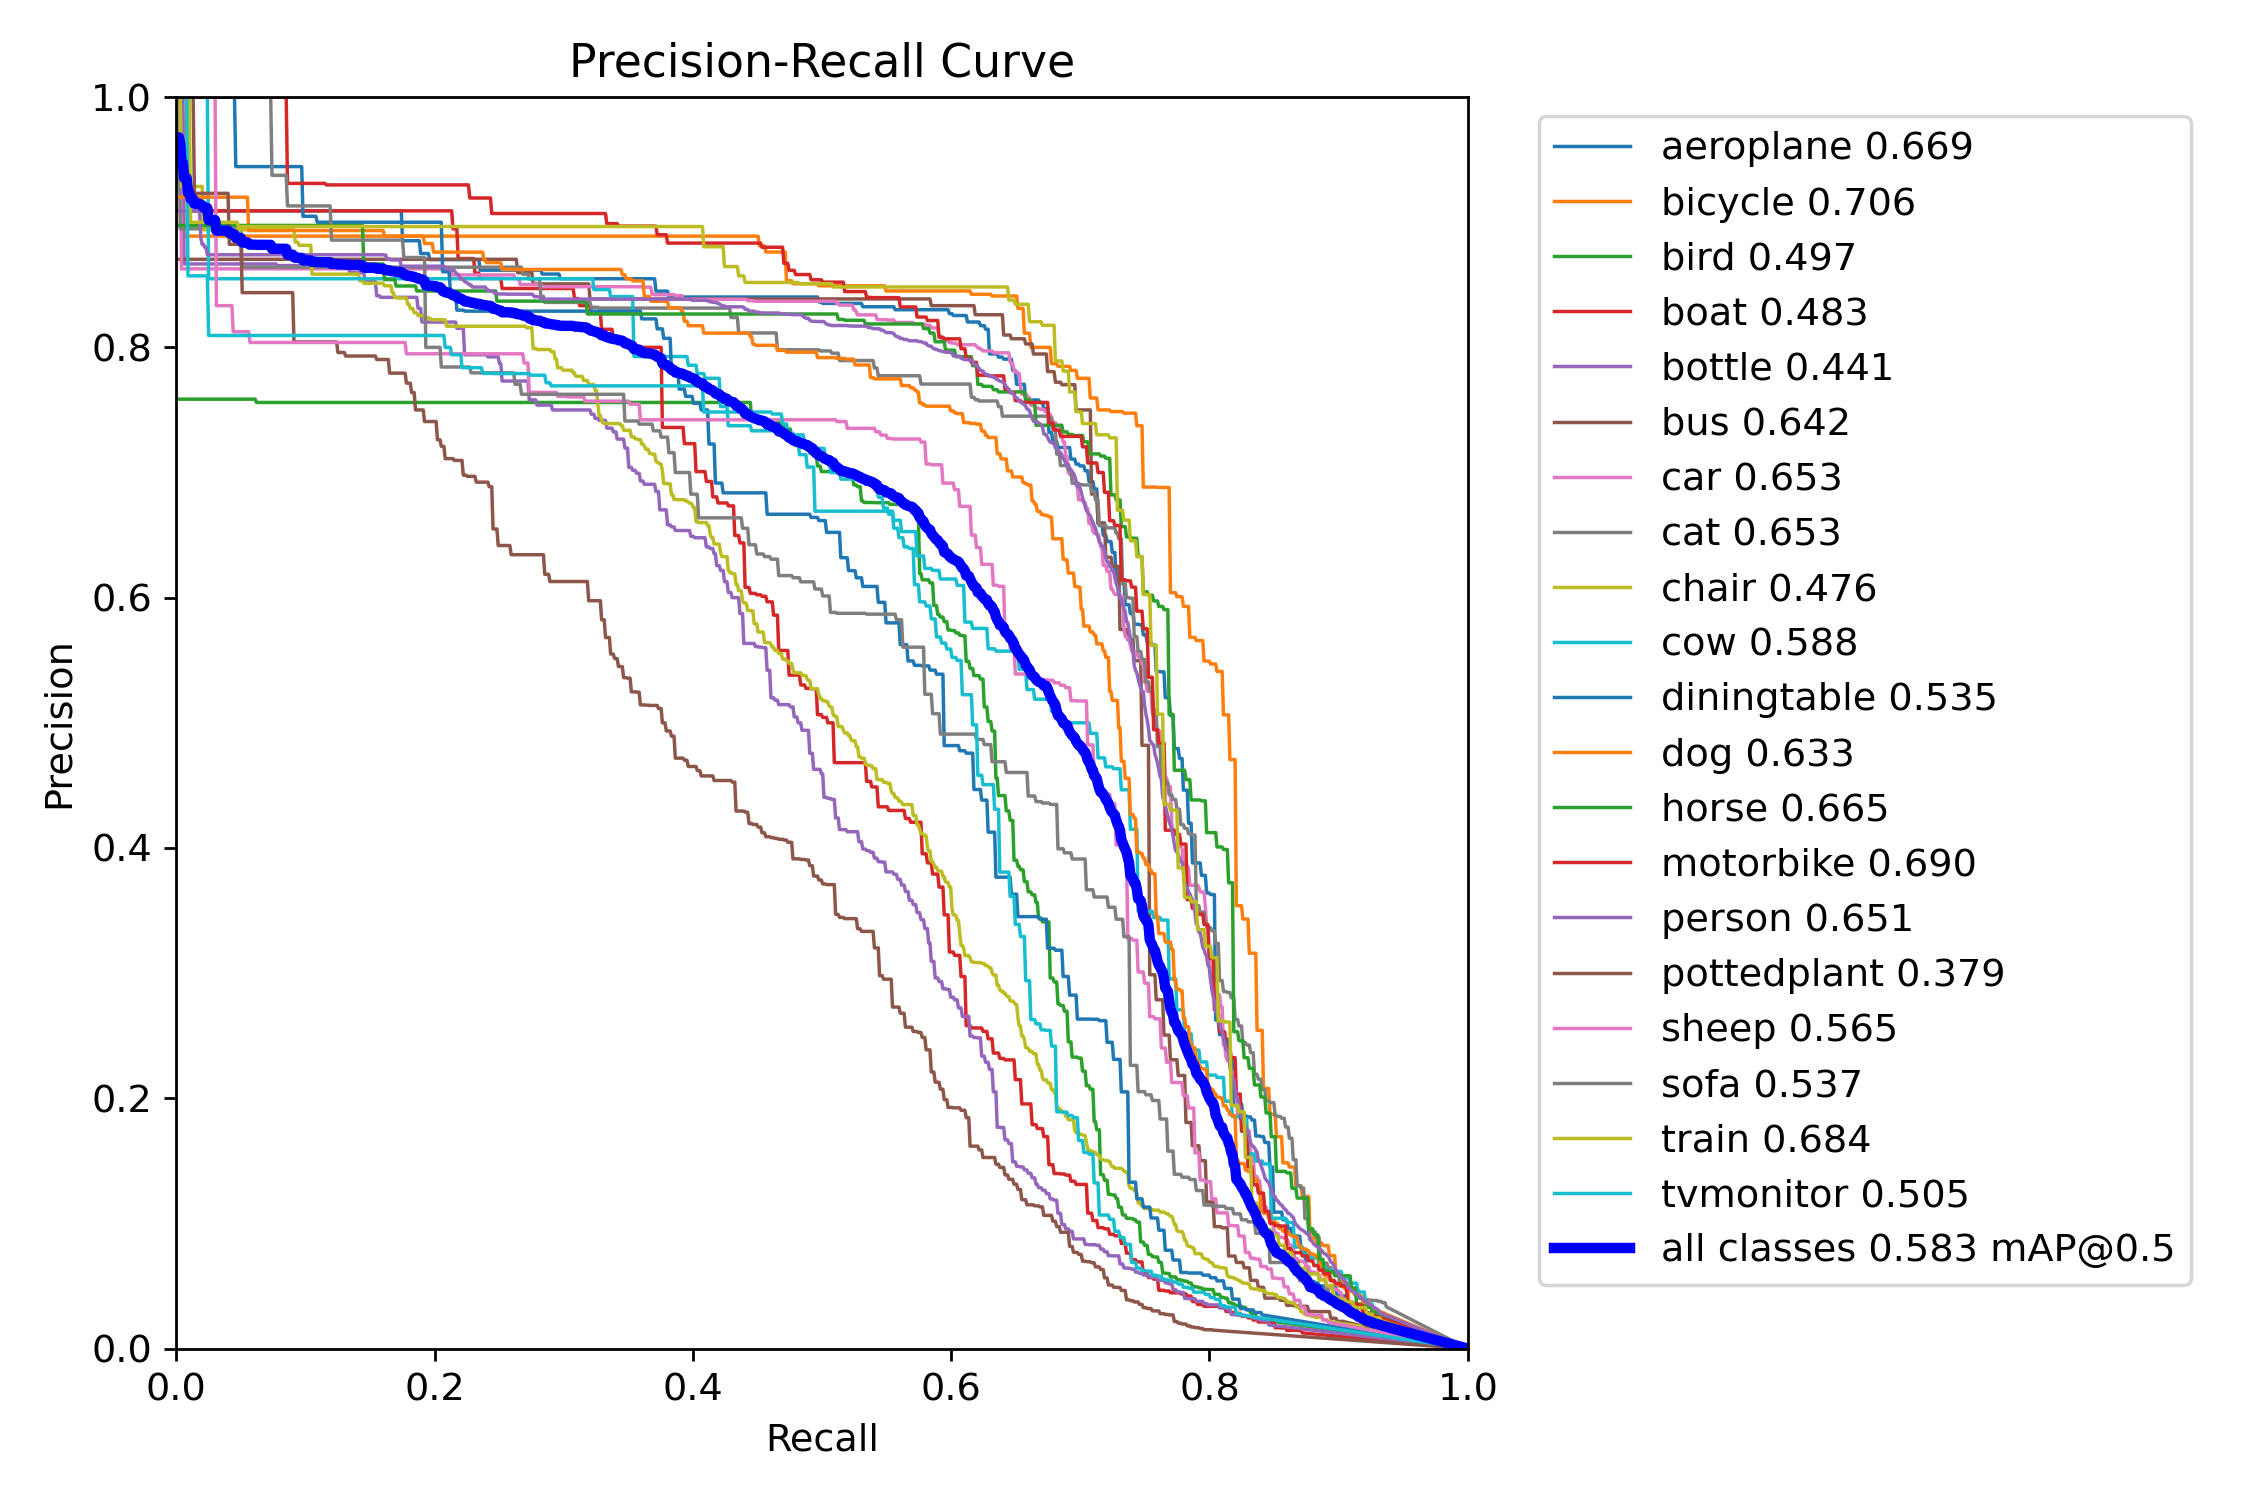 Precision-Recall Curve
1.0
0.8
0.6
0.4
0.2
0.0
Precision
0.0 0.2 0.4 0.6 0.8 1.0
Recall
aeroplane 0.669
bicycle 0.706
bird 0.497
boat 0.483
bottle 0.441
bus 0.642
car 0.653
cat 0.653
chair 0.476
cow 0.588
diningtable 0.535
dog 0.633
horse 0.665
motorbike 0.690
person 0.651
pottedplant 0.379
sheep 0.565
sofa 0.537
train 0.684
tvmonitor 0.505
all classes 0.583 mAP@0.5